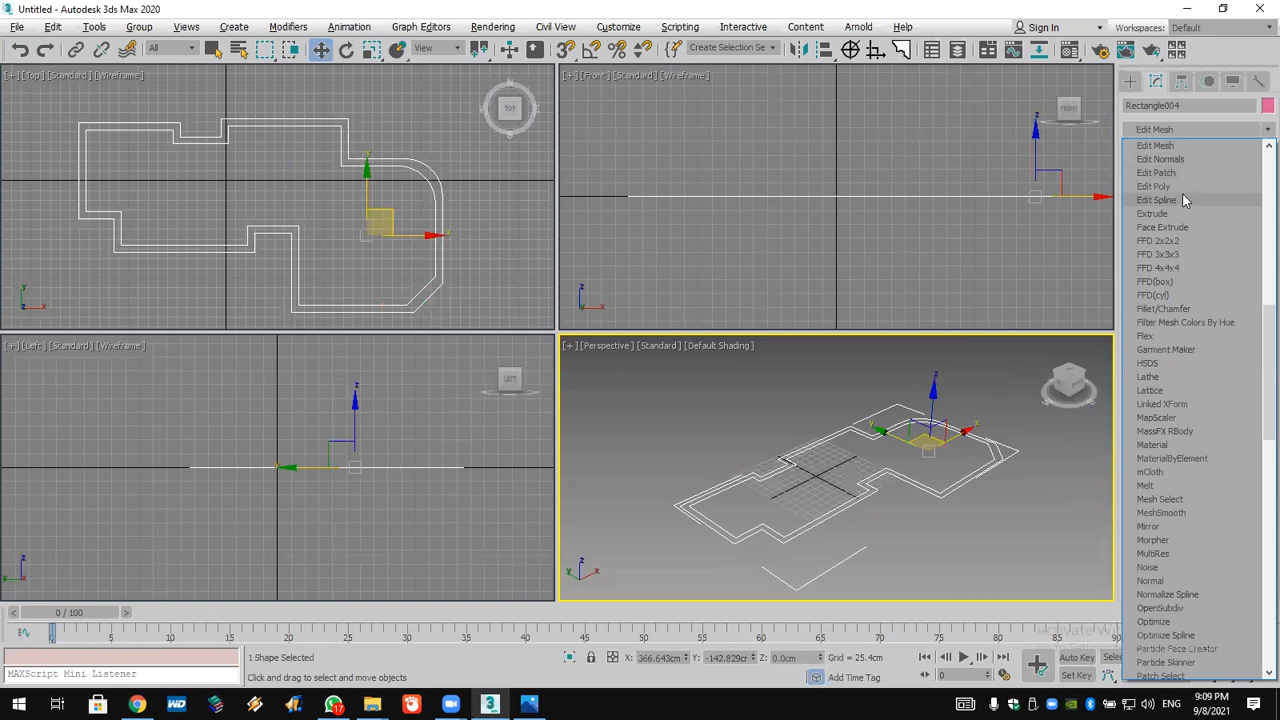 Untitled - Autodesk 3ds Max 2020
File Edit Tools Group Views Create Modifiers Animation Graph Editors Rendering Civil View Customize Scripting Interactive Content Arnold Help Sign In Workspaces: Default
All View Create Selection Se
[+] [Top] [Standard] [Wireframe]
[+] [Front] [Standard] [Wireframe]
N
TOP
FRONT
Rectangle004
Edit Mesh
Edit Mesh
Edit Normals
Edit Patch
Edit Poly
Edit Spline
Extrude
Face Extrude
FFD 2x2x2
FFD 3x3x3
FFD 4x4x4
FFD(box)
FFD(cyl)
Fillet/Chamfer
Filter Mesh Colors By Hue
Flex
Garment Maker
HSDS
Lathe
Lattice
Linked XForm
MapScaler
MassFX RBody
Material
MaterialByElement
mCloth
Melt
Mesh Select
MeshSmooth
Mirror
Morpher
MultiRes
Noise
Normal
Normalize Spline
OpenSubdiv
Optimize
Optimize Spline
Particle Face Creator
Particle Skinner
Patch Select
[+] [Left] [Standard] [Wireframe]
[+] [Perspective] [Standard] [Default Shading]
LEFT
0 / 100
0 5 10 15 20 25 30 35 40 45 50 55 60 65 70 75 80 85 90
MAXScript Mini Listener
1 Shape Selected
Click and drag to select and move objects
X: 366.643cm Y: -142.829cm Z: 0.0cm Grid = 25.4cm
Add Time Tag
0
Auto Key
Set Key
17
ENG
9:09 PM
9/8/2021